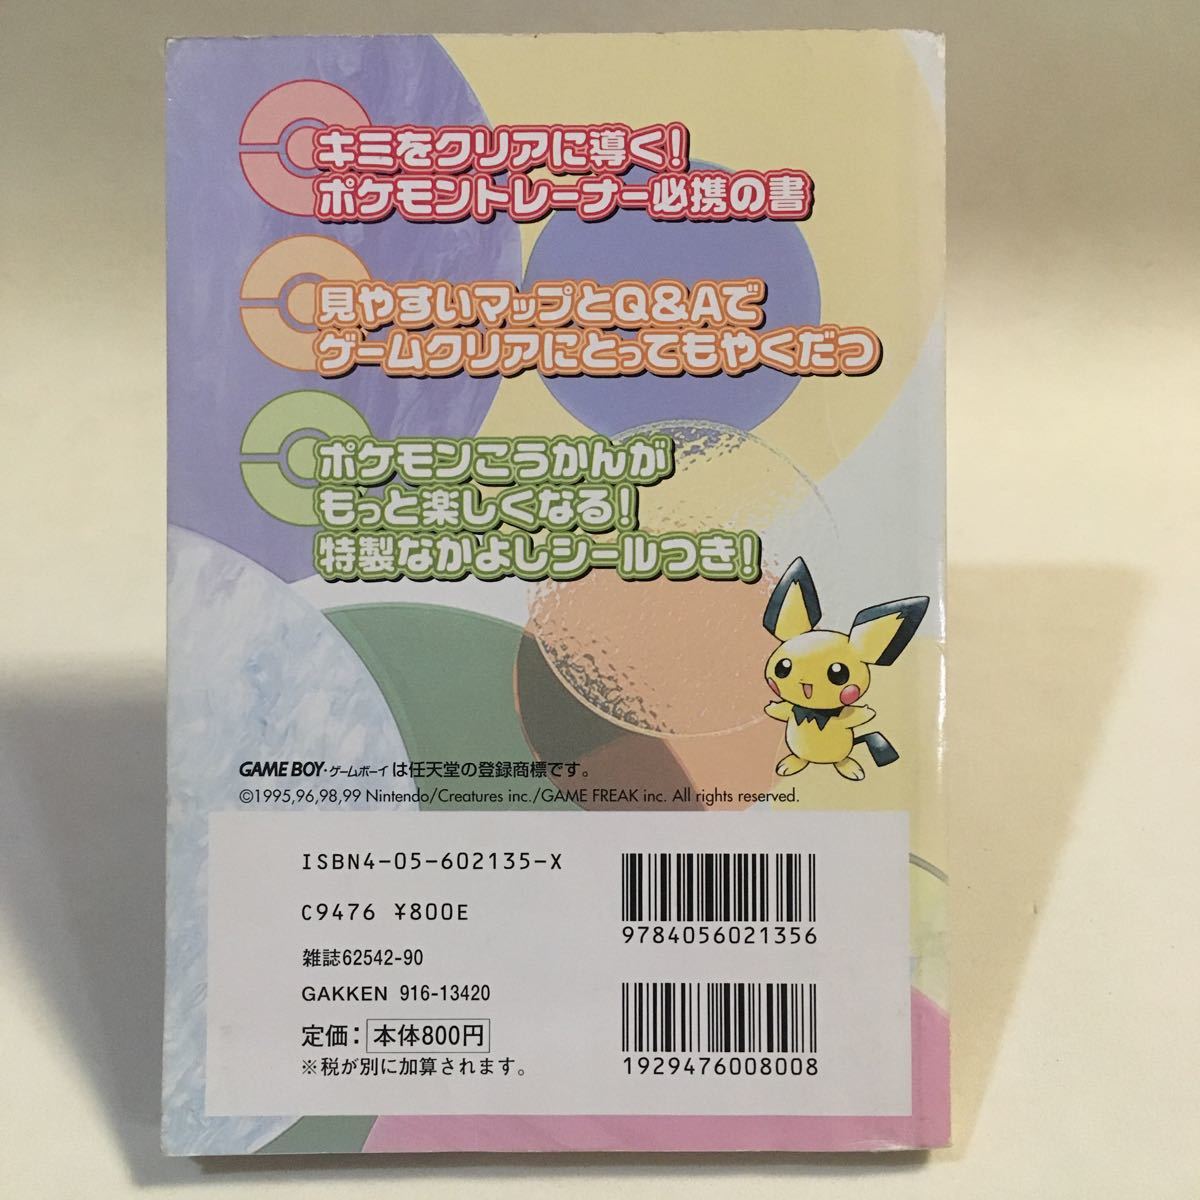 キミをクリアに導く!
ポケモントレーナー必携の書
見やすいマップとQ&Aで
ゲームクリアにとってもやくだつ
ポケモンこうかんが
もっと楽しくなる!
特製なかよしシールつき!
GAME BOY・ゲームボーイは任天堂の登録商標です。
©1995,96,98,99 Nintendo/Creatures inc./GAME FREAK inc. All rights reserved.
ISBN4-05-602135-X
C9476 ¥800E
雑誌62542-90
GAKKEN 916-13420
定価:本体800円
※税が別に加算されます。
9784056021356
1929476008008